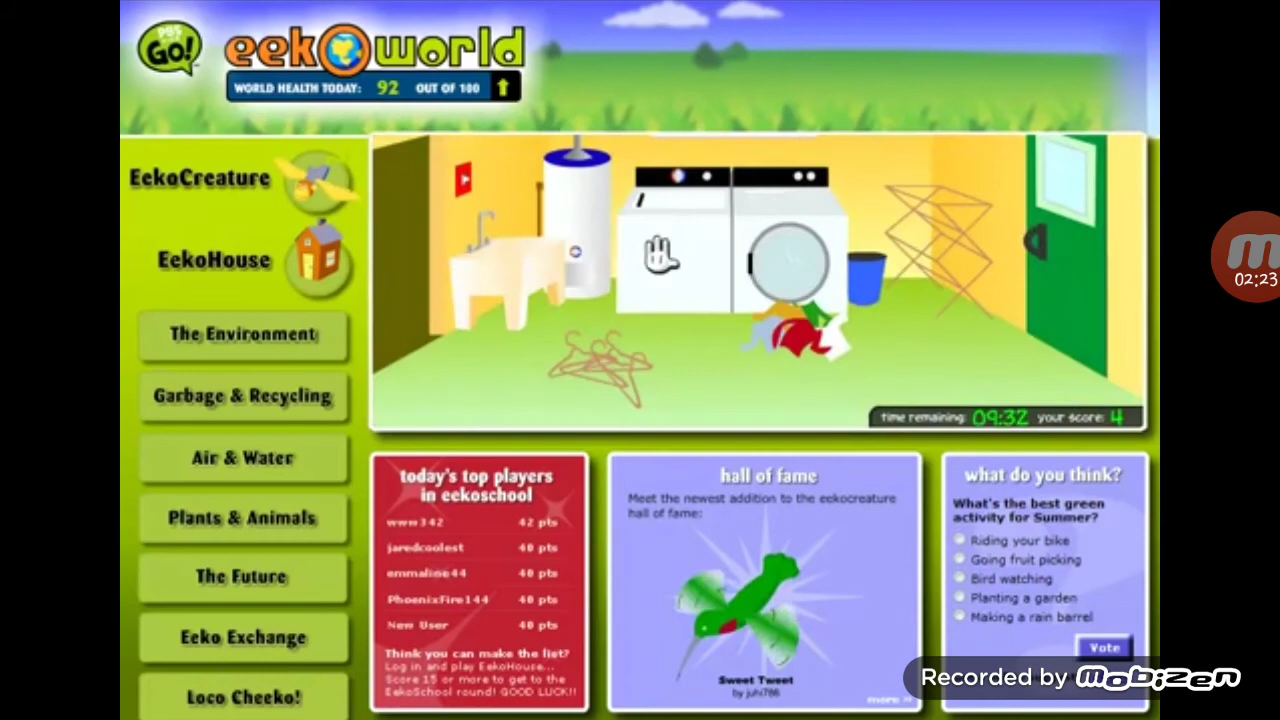 PBS
GO!
eekoworld
WORLD HEALTH TODAY: 92 OUT OF 100
EekoCreature
EekoHouse
The Environment
Garbage & Recycling
Air & Water
Plants & Animals
The Future
Eeko Exchange
Loco Cheeko!
time remaining: 09:32 your score: 4
today's top players
in eekoschool
www342 42 pts
jaredcoolest 40 pts
emmaline44 40 pts
PhoenixFire144 40 pts
New User 40 pts
Think you can make the list?
Log in and play EekoHouse...
Score 15 or more to get to the
EekoSchool round! GOOD LUCK!!
hall of fame
Meet the newest addition to the eekocreature
hall of fame:
Sweet Tweet
by juhi786
more »
what do you think?
What's the best green
activity for Summer?
Riding your bike
Going fruit picking
Bird watching
Planting a garden
Making a rain barrel
Vote
02:23
Recorded by mobizen